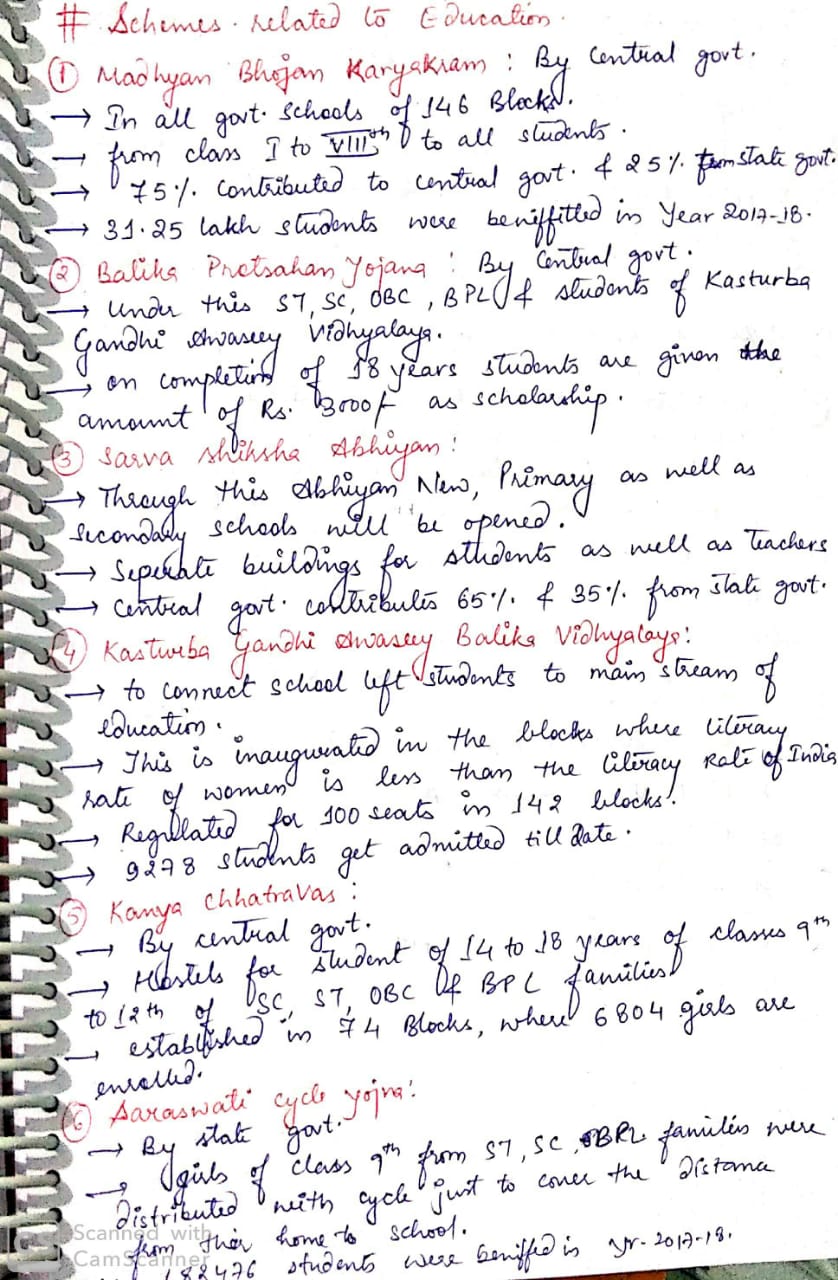 # Schemes related to Education.
① Madhyan Bhojan Karyakram : By Central govt.
→ In all govt. schools of 146 Blocks.
→ from class I to VIIIth to all students.
→ 75% contributed to central govt. & 25% from state govt.
→ 31.25 lakh students were beniffitted in Year 2017-18.
② Balika Protsahan Yojana : By Central govt.
→ Under this ST, SC, OBC, BPL & students of Kasturba
Gandhi Awasey Vidhyalaya.
→ on completion of 18 years students are given the
amount of Rs. 3000/- as scholarship.
③ Sarva Shiksha Abhiyan :
→ Through this Abhiyan New, Primary as well as
Secondary schools will be opened.
→ Seperate buildings for students as well as Teachers
→ Central govt. contributes 65% & 35% from state govt.
④ Kasturba Gandhi Awasey Balika Vidhyalaya :
→ to connect school left students to main stream of
education.
→ This is inaugurated in the blocks where literacy
rate of women is less than the literacy Rate of India
→ Regulated for 100 seats in 142 blocks.
→ 9278 students get admitted till date.
⑤ Kanya Chhatravas :
→ By central govt.
→ Hostels for student of 14 to 18 years of classes 9th
to 12th of SC, ST, OBC & BPL families
→ established in 74 Blocks, where 6804 girls are
enrolled.
⑥ Saraswati cycle yojna :
→ By state govt.
→ girls of class 9th from ST, SC, BPL families were
distributed with cycle just to cover the distance
from their home to school.
182476 students were beniffed in yr- 2017-18.
Scanned with
CamScanner